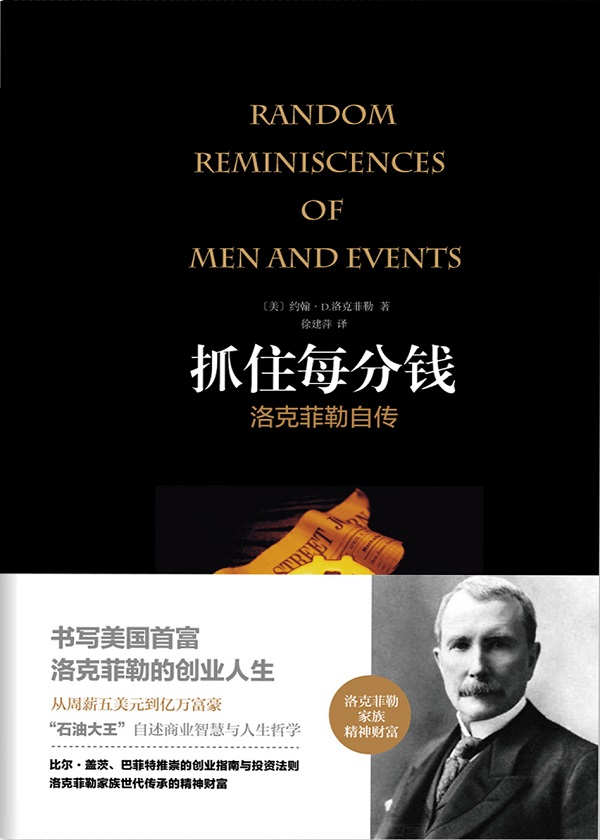 RANDOM
REMINISCENCES
OF
MEN AND EVENTS
〔美〕约翰·D.洛克菲勒 著
徐建萍 译
抓住每分钱
洛克菲勒自传
STREET
书写美国首富
洛克菲勒的创业人生
从周薪五美元到亿万富豪
“石油大王”自述商业智慧与人生哲学
比尔·盖茨、巴菲特推崇的创业指南与投资法则
洛克菲勒家族世代传承的精神财富
洛克菲勒
家族
精神财富